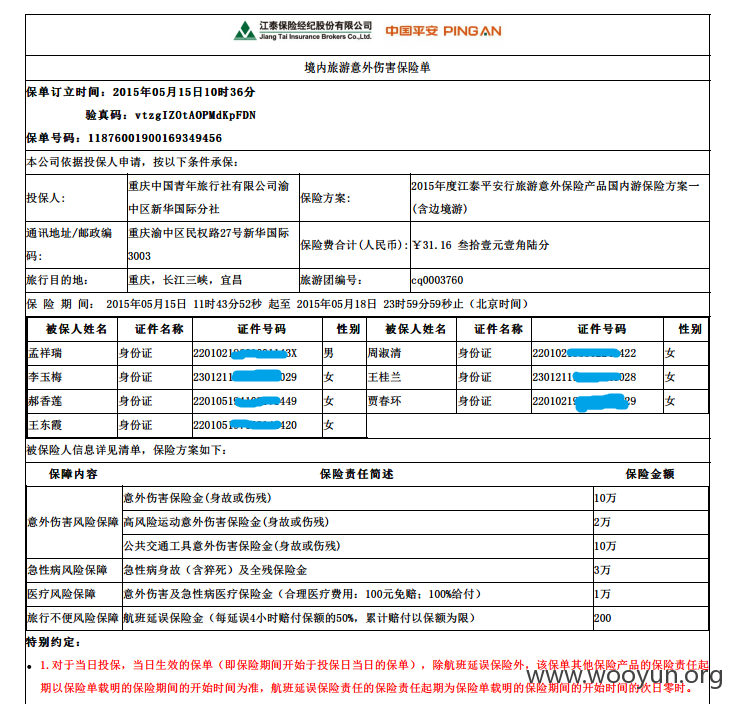 江泰保险经纪股份有限公司
Jiang Tai Insurance Brokers Co.,Ltd.
中国平安 PINGAN
境内旅游意外伤害保险单
保单订立时间：2015年05月15日10时36分
验真码：vtzgIZOtAOPMdKpFDN
保单号码：11876001900169349456
本公司依据投保人申请，按以下条件承保：
投保人：
重庆中国青年旅行社有限公司渝
中区新华国际分社
保险方案：
2015年度江泰平安行旅游意外保险产品国内游保险方案一
(含边境游)
通讯地址/邮政编
码：
重庆渝中区民权路27号新华国际
3003
保险费合计(人民币)：
￥31.16 叁拾壹元壹角陆分
旅行目的地：
重庆，长江三峡，宜昌
旅游团编号：
cq0003760
保 险 期 间： 2015年05月15日 11时43分52秒 起至 2015年05月18日 23时59分59秒止（北京时间）
被保人姓名 证件名称 证件号码 性别 被保人姓名 证件名称 证件号码 性别
孟祥瑞 身份证 2201021 3X 男 周淑清 身份证 220102 422 女
李玉梅 身份证 2301211 029 女 王桂兰 身份证 2301211 028 女
郝香莲 身份证 2201051 449 女 贾春环 身份证 2201021 29 女
王东霞 身份证 2201051 420 女
被保险人信息详见清单，保险方案如下：
保障内容 保险责任简述 保险金额
意外伤害风险保障
意外伤害保险金(身故或伤残) 10万
高风险运动意外伤害保险金(身故或伤残) 2万
公共交通工具意外伤害保险金(身故或伤残) 10万
急性病风险保障 急性病身故（含猝死）及全残保险金 3万
医疗风险保障 意外伤害及急性病医疗保险金（合理医疗费用：100元免赔；100%给付） 1万
旅行不便风险保障 航班延误保险金（每延误4小时赔付保额的50%，累计赔付以保额为限） 200
特别约定：
1. 对于当日投保，当日生效的保单（即保险期间开始于投保日当日的保单），除航班延误保险外，该保单其他保险产品的保险责任起
期以保险单载明的保险期间的开始时间为准，航班延误保险责任的保险责任起期为保险单载明的保险期间的开始时间的次日零时。
www.wooyun.org